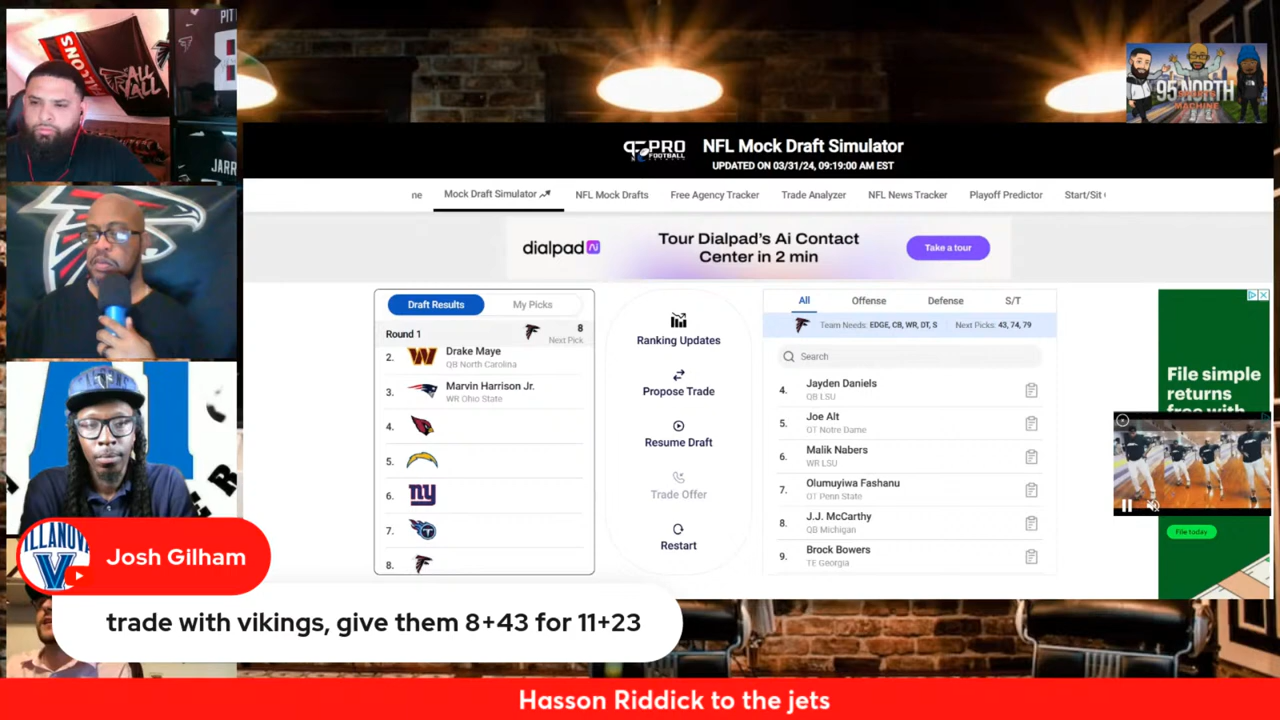 PRO
FOOTBALL
NFL Mock Draft Simulator
UPDATED ON 03/31/24, 09:19:00 AM EST
95 NORTH
MACHINE
ne
Mock Draft Simulator
NFL Mock Drafts
Free Agency Tracker
Trade Analyzer
NFL News Tracker
Playoff Predictor
Start/Sit
dialpad
Tour Dialpad's Ai Contact
Center in 2 min
Take a tour
Draft Results
My Picks
Round 1
8
Next Pick
2.
Drake Maye
QB North Carolina
3.
Marvin Harrison Jr.
WR Ohio State
4.
5.
6.
ny
7.
8.
Ranking Updates
Propose Trade
Resume Draft
Trade Offer
Restart
All
Offense
Defense
S/T
Team Needs: EDGE, CB, WR, DT, S
Next Picks: 43, 74, 79
Search
4.
Jayden Daniels
QB LSU
5.
Joe Alt
OT Notre Dame
6.
Malik Nabers
WR LSU
7.
Olumuyiwa Fashanu
OT Penn State
8.
J.J. McCarthy
QB Michigan
9.
Brock Bowers
TE Georgia
File simple
returns
free with
File today
Josh Gilham
trade with vikings, give them 8+43 for 11+23
Hasson Riddick to the jets